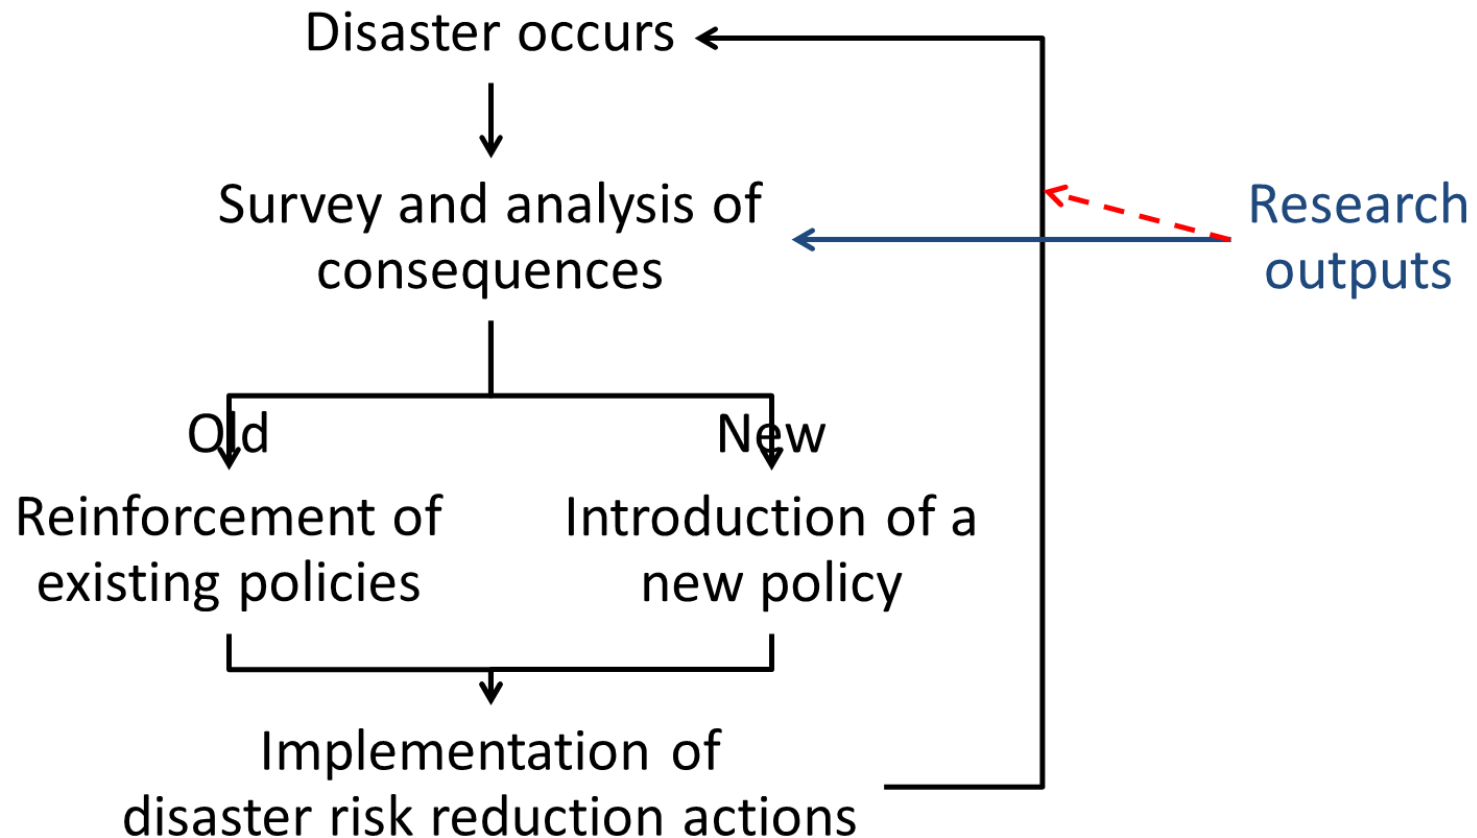 Disaster occurs
Survey and analysis of
consequences
Research
outputs
Old
New
Reinforcement of
existing policies
Introduction of a
new policy
Implementation of
disaster risk reduction actions